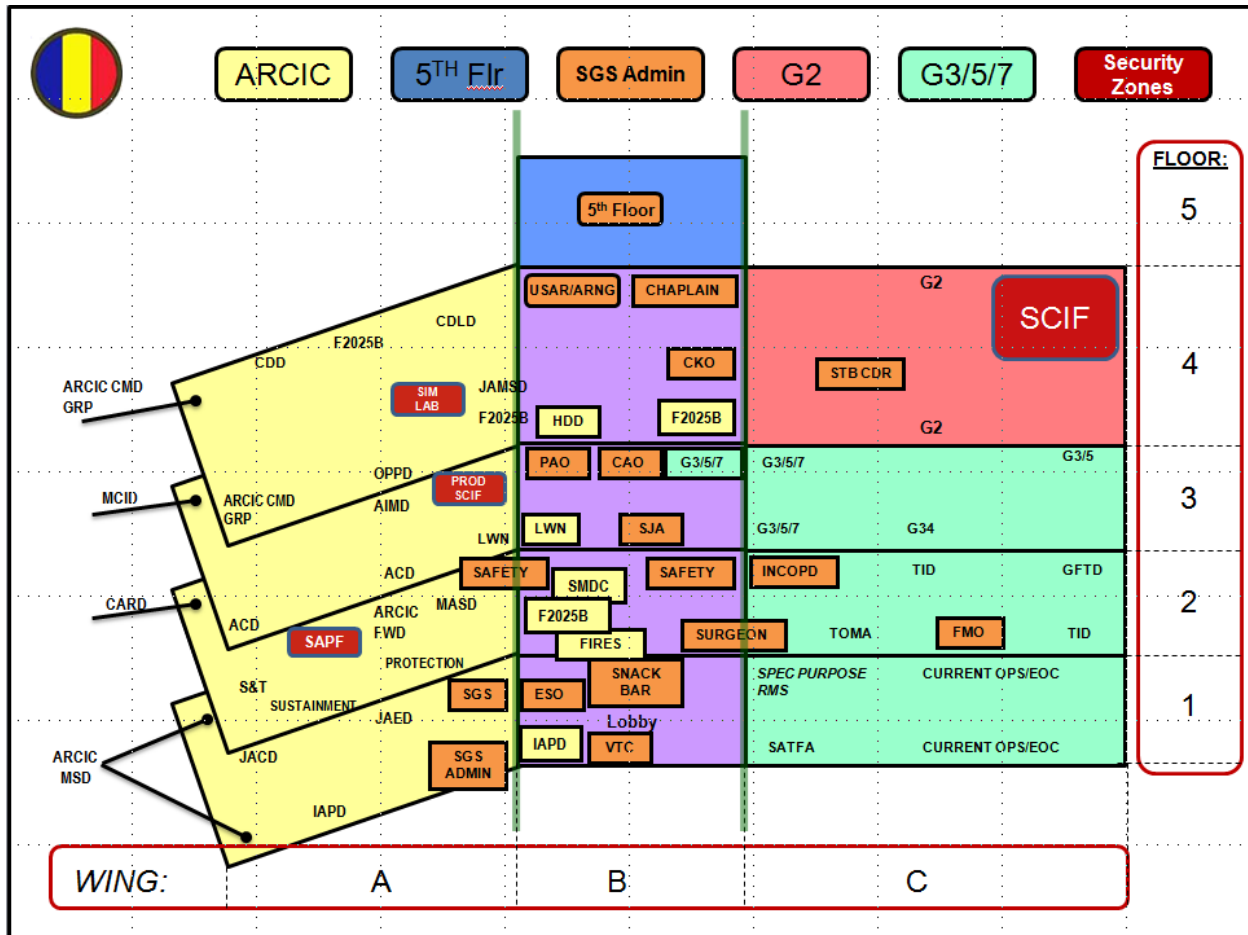 ARCIC
5TH Flr
SGS Admin
G2
G3/5/7
Security
Zones
FLOOR:
5
5th Floor
USAR/ARNG
CHAPLAIN
G2
SCIF
CDLD
F2025B
CDD
CKO
STB CDR
4
ARCIC CMD
GRP
SIM
LAB
JAMSD
F2025B
HDD
F2025B
G2
PAO
CAO
G3/5/7
G3/5/7
G3/5
OPPD
PROD
SCIF
MCID
ARCIC CMD
GRP
AIMD
3
LWN
LWN
SJA
G3/5/7
G34
ACD
SAFETY
SMDC
SAFETY
INCOPD
TID
GFTD
CARD
ACD
ARCIC
FWD
MASD
F2025B
2
SAPF
FIRES
SURGEON
TOMA
FMO
TID
PROTECTION
S&T
SUSTAINMENT
SGS
ESO
SNACK
BAR
SPEC PURPOSE
RMS
CURRENT OPS/EOC
1
JAED
Lobby
ARCIC
MSD
JACD
SGS
ADMIN
IAPD
VTC
SATFA
CURRENT OPS/EOC
IAPD
WING:
A
B
C